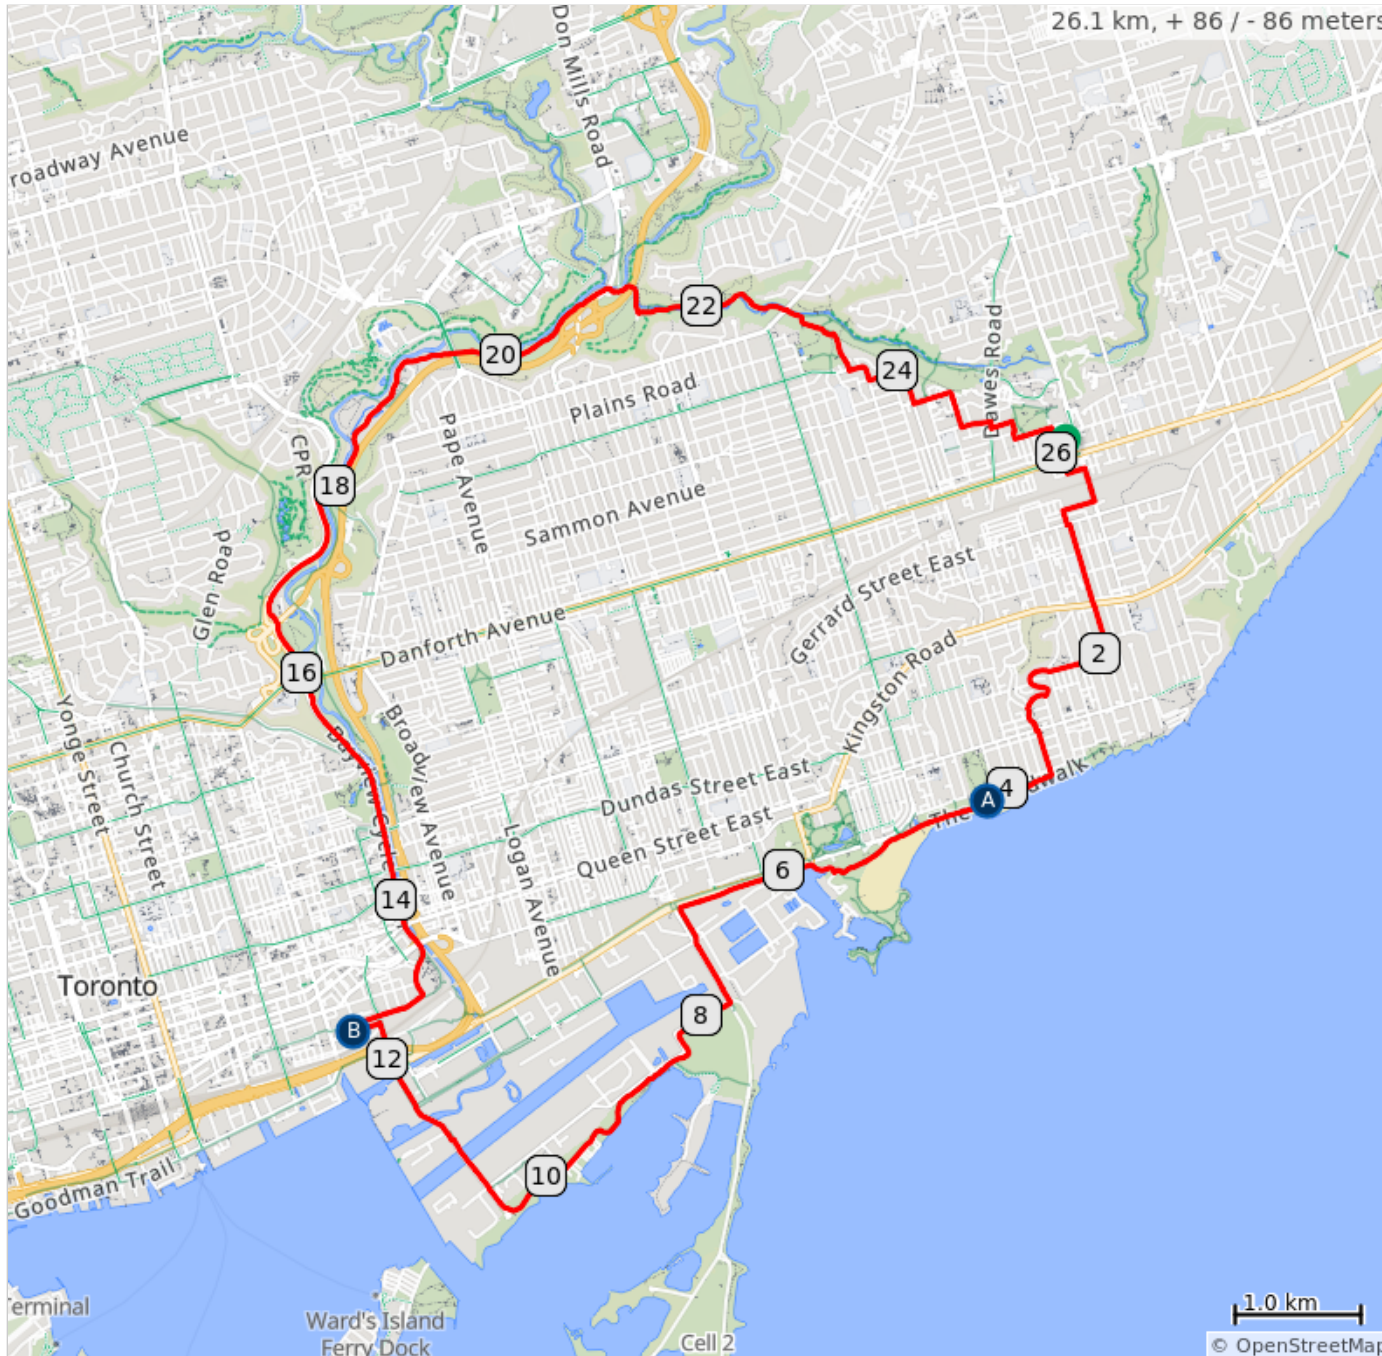 26.1 km, + 86 / - 86 meters
Don Mills Road
roadway Avenue
22
20
Plains Road
24
Dawes Road
26
CPR
18
Pape Avenue
Sammon Avenue
Glen Roa
Gerrard Street East
Danforth Avenue
Kingston Road
2
16
Yonge Street
Church Street
Broadview Avenue
Dundas Street East
4
A
Queen Street East
Logan Avenue
6
14
Toronto
8
B
12
10
Goodman Trail
erminal
Ward's Island
Ferry Dock
Cell 2
1.0 km
© OpenStreetMap